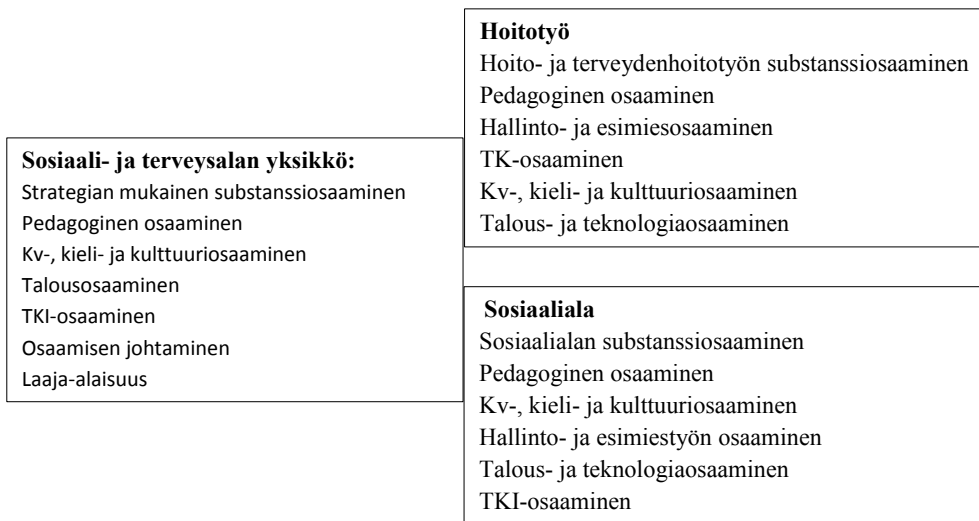 Sosiaali- ja terveysalan yksikkö:
Strategian mukainen substanssiosaaminen
Pedagoginen osaaminen
Kv-, kieli- ja kulttuuriosaaminen
Talousosaaminen
TKI-osaaminen
Osaamisen johtaminen
Laaja-alaisuus
Hoitotyö
Hoito- ja terveydenhoitotyön substanssiosaaminen
Pedagoginen osaaminen
Hallinto- ja esimiesosaaminen
TK-osaaminen
Kv-, kieli- ja kulttuuriosaaminen
Talous- ja teknologiaosaaminen
Sosiaaliala
Sosiaalialan substanssiosaaminen
Pedagoginen osaaminen
Kv-, kieli- ja kulttuuriosaaminen
Hallinto- ja esimiestyön osaaminen
Talous- ja teknologiaosaaminen
TKI-osaaminen